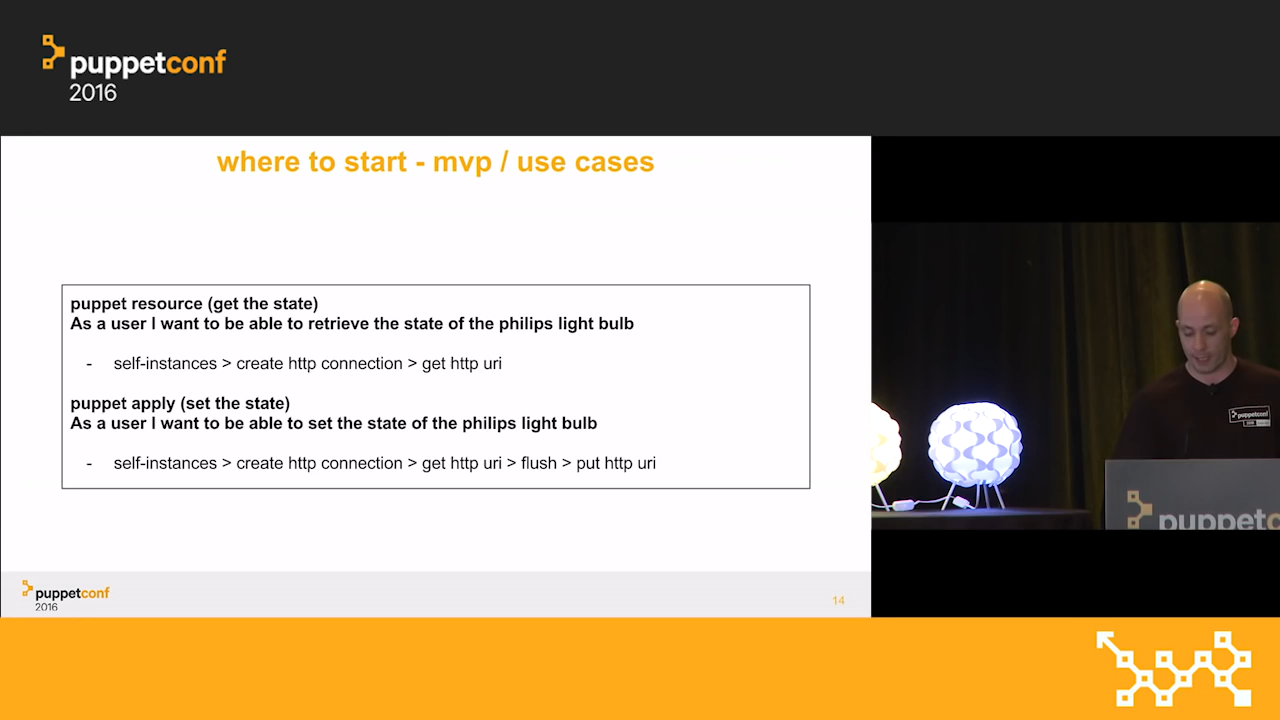 puppetconf
2016
where to start - mvp / use cases
puppet resource (get the state)
As a user I want to be able to retrieve the state of the philips light bulb
- self-instances > create http connection > get http uri
puppet apply (set the state)
As a user I want to be able to set the state of the philips light bulb
- self-instances > create http connection > get http uri > flush > put http uri
puppetconf
2016
14
puppetconf
puppetc